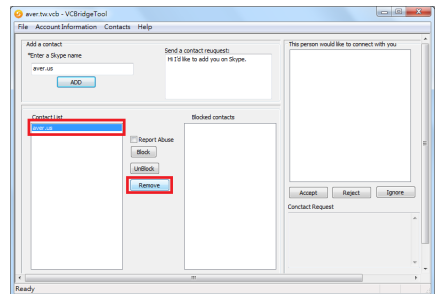 aver.tw.vcb - VCBridgeTool
File Account Information Contacts Help
Add a contact
*Enter a Skype name
aver.us
ADD
Send a contact reuquest:
Hi I'd like to add you on Skype.
This person would like to connect with you
Contact List
aver.us
Report Abuse
Block
UnBlock
Remove
Blocked contacts
Accept Reject Ignore
Conctact Request
Ready